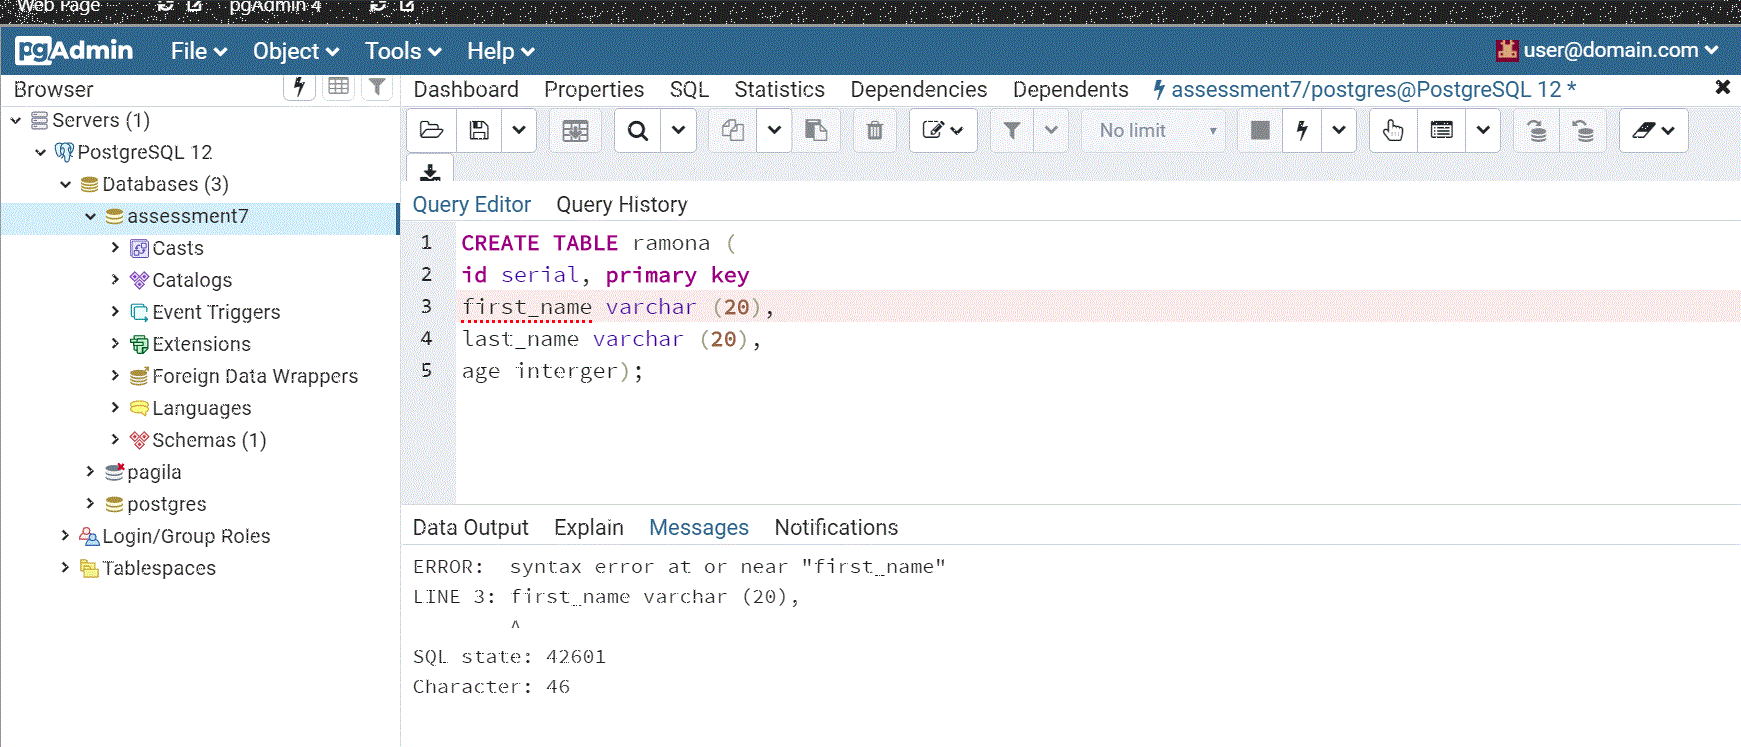 Web Page pgAdmin 4
pgAdmin File Object Tools Help user@domain.com
Browser
Dashboard Properties SQL Statistics Dependencies Dependents assessment7/postgres@PostgreSQL 12 *
Servers (1)
PostgreSQL 12
Databases (3)
assessment7
Casts
Catalogs
Event Triggers
Extensions
Foreign Data Wrappers
Languages
Schemas (1)
pagila
postgres
Login/Group Roles
Tablespaces
No limit
Query Editor Query History
1 CREATE TABLE ramona (
2 id serial, primary key
3 first_name varchar (20),
4 last_name varchar (20),
5 age interger);
Data Output Explain Messages Notifications
ERROR:  syntax error at or near "first_name"
LINE 3: first_name varchar (20),
^
SQL state: 42601
Character: 46